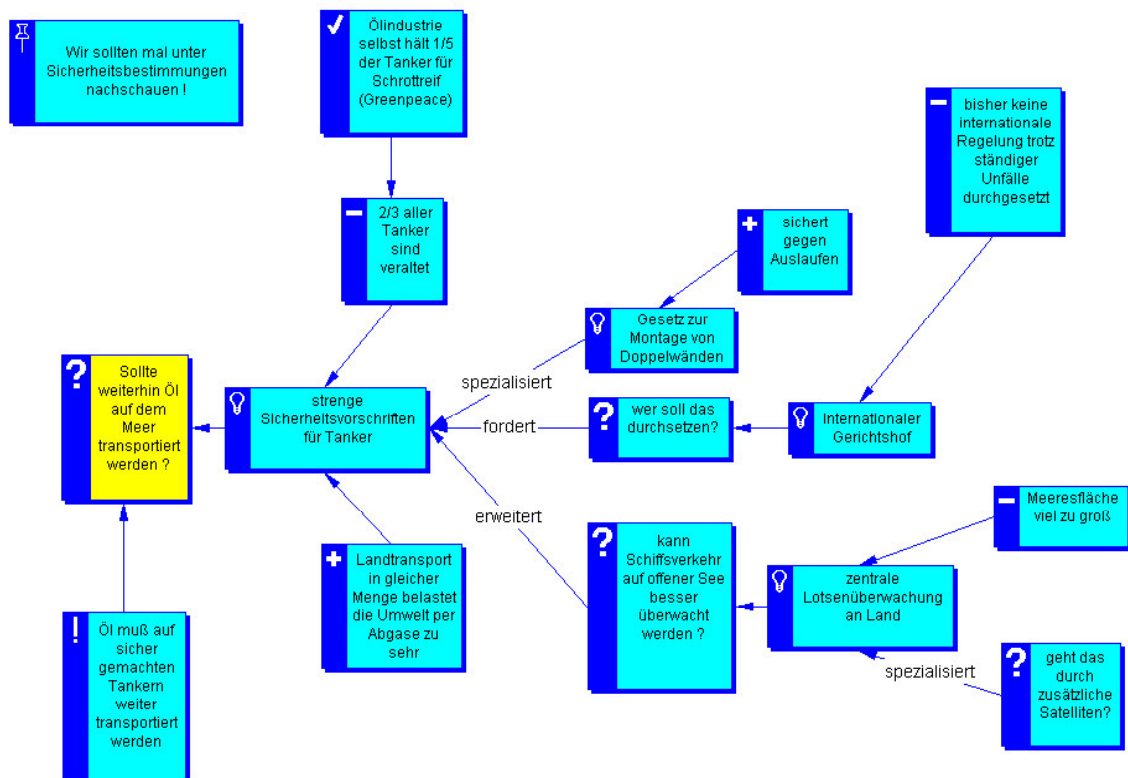 Wir sollten mal unter
Sicherheitsbestimmungen
nachschauen !
Ölindustrie
selbst hält 1/5
der Tanker für
Schrottreif
(Greenpeace)
bisher keine
internationale
Regelung trotz
ständiger
Unfälle
durchgesetzt
2/3 aller
Tanker
sind
veraltet
sichert
gegen
Auslaufen
Gesetz zur
Montage von
Doppelwänden
spezialisiert
Sollte
weiterhin Öl
auf dem
Meer
transportiert
werden ?
strenge
Sicherheitsvorschriften
für Tanker
fordert
wer soll das
durchsetzen?
Internationaler
Gerichtshof
erweitert
Meeresfläche
viel zu groß
kann
Schiffsverkehr
auf offener See
besser
überwacht
werden ?
zentrale
Lotsenüberwachung
an Land
Landtransport
in gleicher
Menge belastet
die Umwelt per
Abgase zu
sehr
Öl muß auf
sicher
gemachten
Tankern
weiter
transportiert
werden
spezialisiert
geht das
durch
zusätzliche
Satelliten?